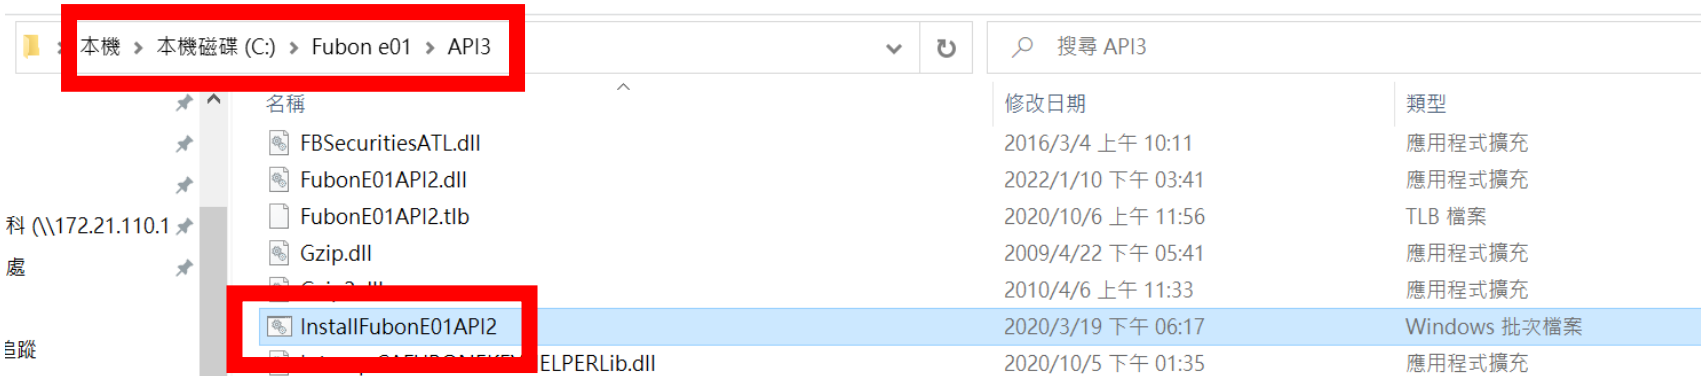 本機 > 本機磁碟 (C:) > Fubon e01 > API3 搜尋 API3
名稱 修改日期 類型
FBSecuritiesATL.dll 2016/3/4 上午 10:11 應用程式擴充
FubonE01API2.dll 2022/1/10 下午 03:41 應用程式擴充
科 (\\172.21.110.1 FubonE01API2.tlb 2020/10/6 上午 11:56 TLB 檔案
處 Gzip.dll 2009/4/22 下午 05:41 應用程式擴充
2010/4/6 上午 11:33 應用程式擴充
InstallFubonE01API2 2020/3/19 下午 06:17 Windows 批次檔案
追蹤 ELPERLib.dll 2020/10/5 下午 01:35 應用程式擴充